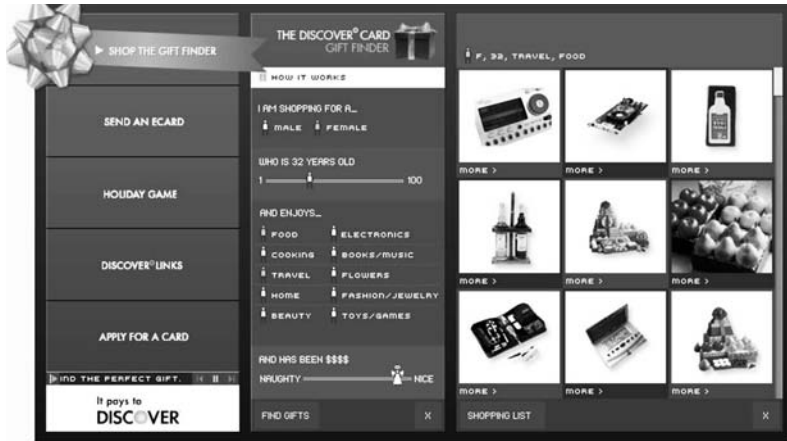 SHOP THE GIFT FINDER
SEND AN ECARD
HOLIDAY GAME
DISCOVER® LINKS
APPLY FOR A CARD
IND THE PERFECT GIFT.
It pays to
DISCOVER
THE DISCOVER® CARD
GIFT FINDER
HOW IT WORKS
I AM SHOPPING FOR A...
MALE FEMALE
WHO IS 32 YEARS OLD
1 100
AND ENJOYS...
FOOD ELECTRONICS
COOKING BOOKS/MUSIC
TRAVEL FLOWERS
HOME FASHION/JEWELRY
BEAUTY TOYS/GAMES
AND HAS BEEN $$$$
NAUGHTY NICE
FIND GIFTS X
F, 32, TRAVEL, FOOD
MORE > MORE > MORE >
MORE > MORE > MORE >
MORE > MORE > MORE >
SHOPPING LIST X